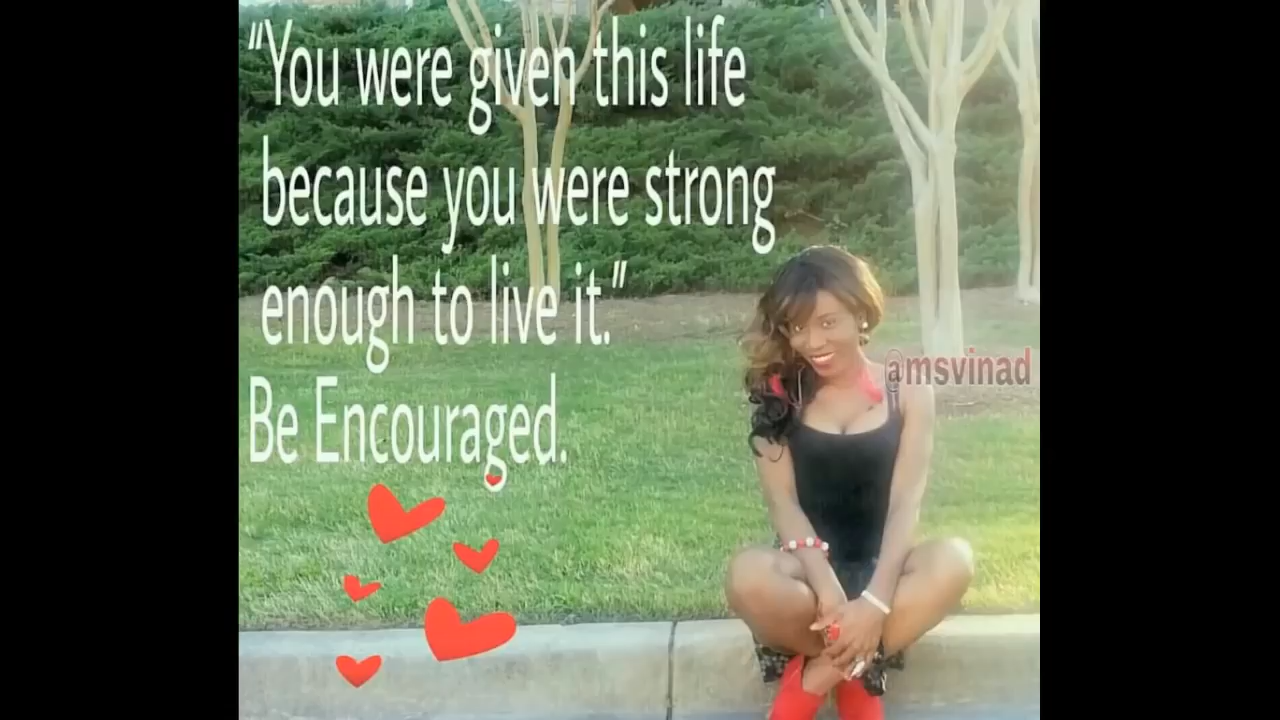 “You were given this life
because you were strong
enough to live it.”
Be Encouraged.
@msvinad